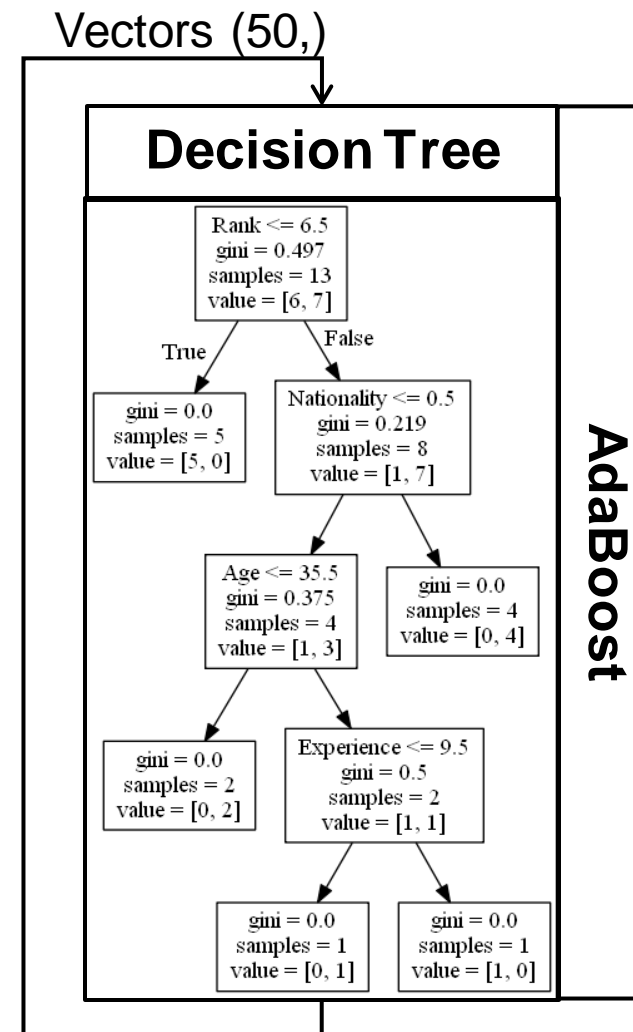 Vectors (50,)
Decision Tree
Rank <= 6.5
gini = 0.497
samples = 13
value = [6, 7]
True
False
gini = 0.0
samples = 5
value = [5, 0]
Nationality <= 0.5
gini = 0.219
samples = 8
value = [1, 7]
Age <= 35.5
gini = 0.375
samples = 4
value = [1, 3]
gini = 0.0
samples = 4
value = [0, 4]
gini = 0.0
samples = 2
value = [0, 2]
Experience <= 9.5
gini = 0.5
samples = 2
value = [1, 1]
gini = 0.0
samples = 1
value = [0, 1]
gini = 0.0
samples = 1
value = [1, 0]
AdaBoost